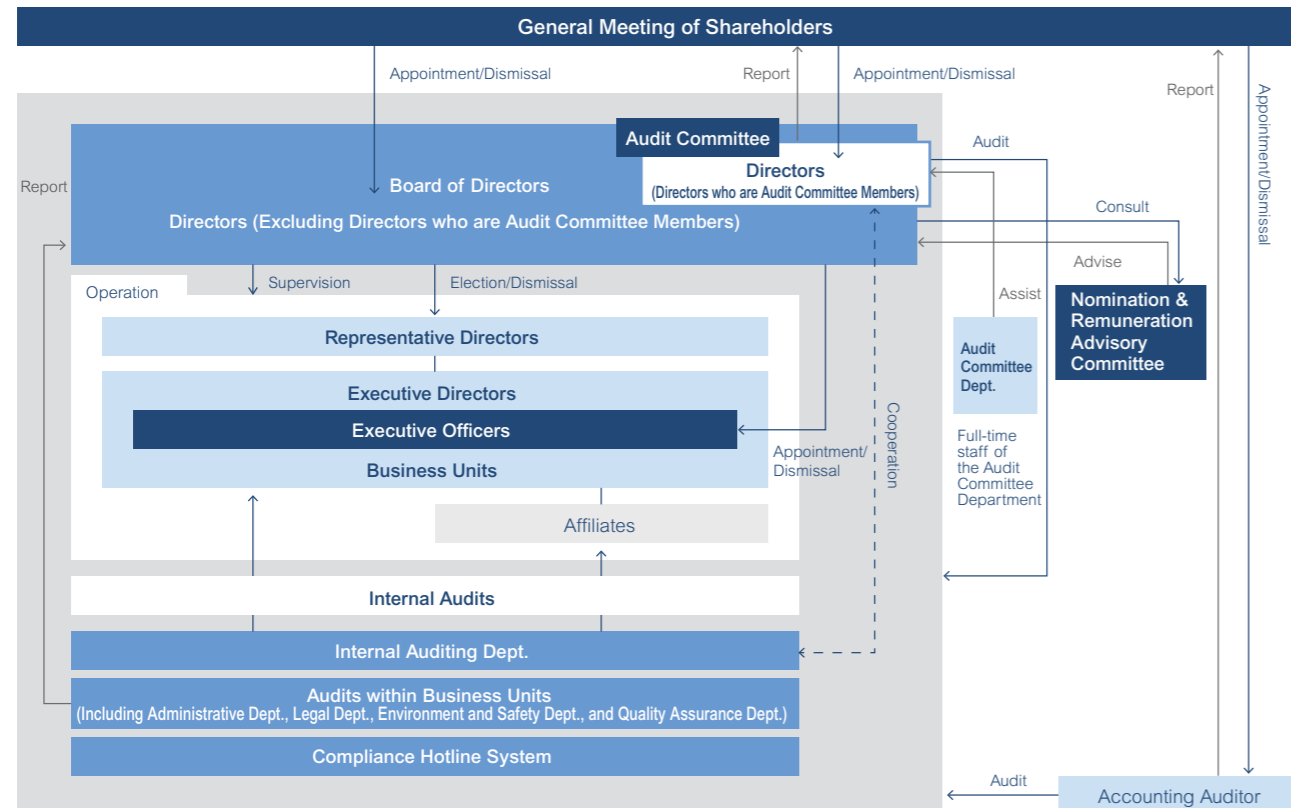 General Meeting of Shareholders
Appointment/Dismissal
Report
Appointment/Dismissal
Report
Appointment/Dismissal
Audit Committee
Directors
(Directors who are Audit Committee Members)
Audit
Report
Board of Directors
Directors (Excluding Directors who are Audit Committee Members)
Consult
Advise
Supervision
Election/Dismissal
Operation
Assist
Nomination &
Remuneration
Advisory
Committee
Representative Directors
Audit
Committee
Dept.
Executive Directors
Executive Officers
Business Units
Appointment/
Dismissal
Cooperation
Full-time
staff of
the Audit
Committee
Department
Affiliates
Internal Audits
Internal Auditing Dept.
Audits within Business Units
(Including Administrative Dept., Legal Dept., Environment and Safety Dept., and Quality Assurance Dept.)
Compliance Hotline System
Audit
Accounting Auditor